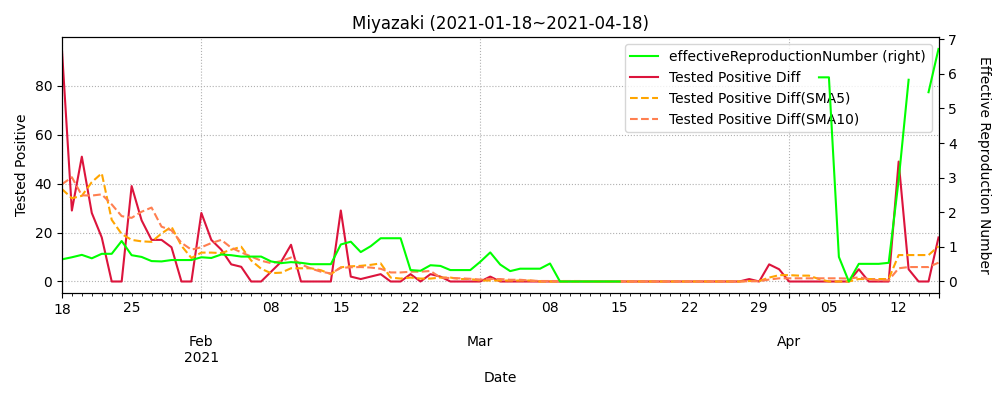 Miyazaki (2021-01-18~2021-04-18)
effectiveReproductionNumber (right)
Tested Positive Diff
Tested Positive Diff(SMA5)
Tested Positive Diff(SMA10)
Tested Positive
80
60
40
20
0
7
6
5
4
3
2
1
0
Effective Reproduction Number
18 25 08 15 22 08 15 22 29 05 12
Feb Mar Apr
2021
Date